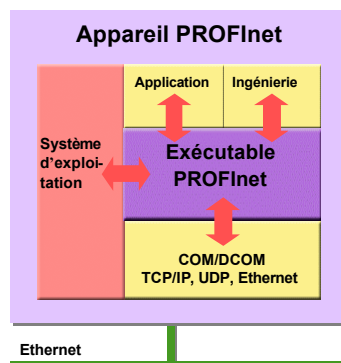 Appareil PROFInet
Application
Ingénierie
Système
d'exploi-
tation
Exécutable
PROFInet
COM/DCOM
TCP/IP, UDP, Ethernet
Ethernet